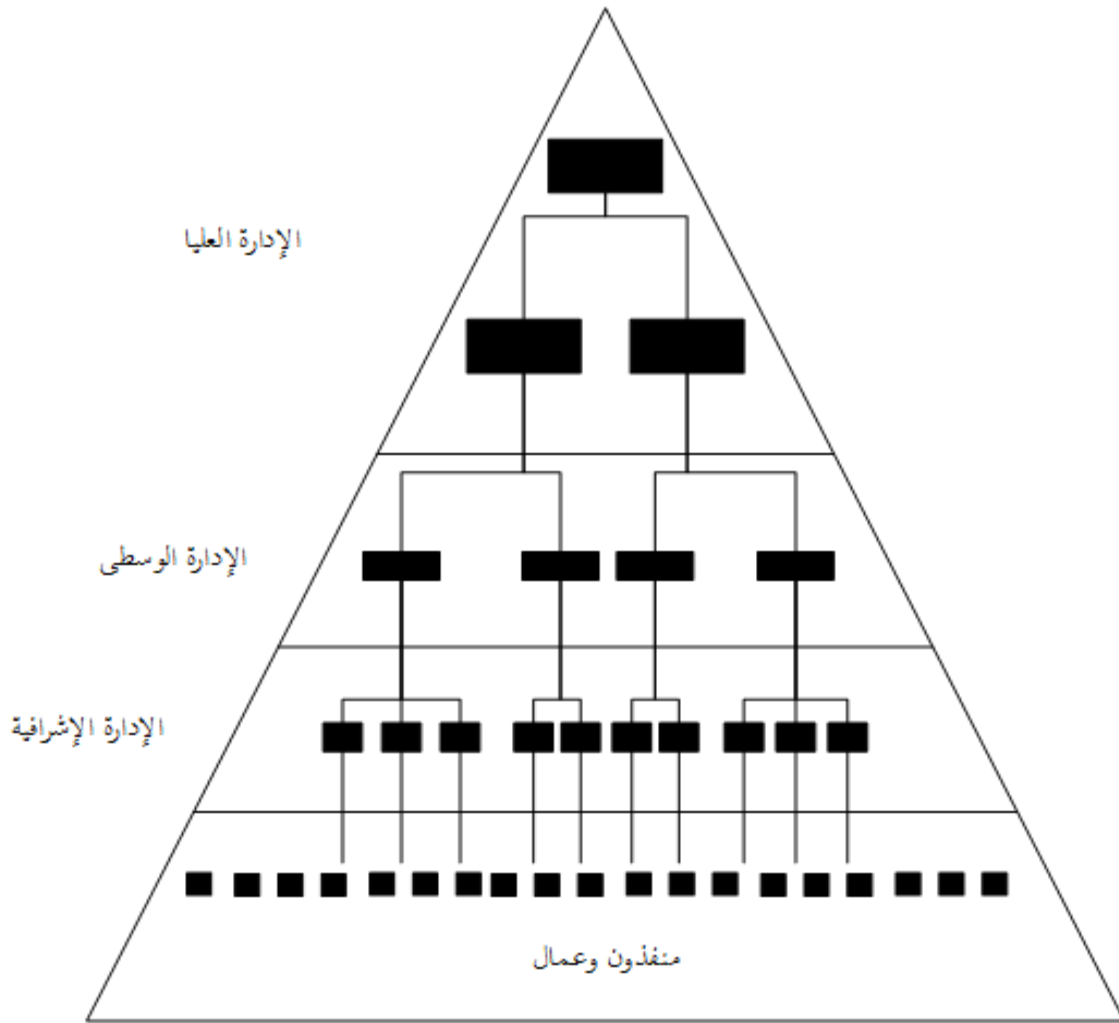 الإدارة العليا
الإدارة الوسطى
الإدارة الإشرافية
منفذون وعمال